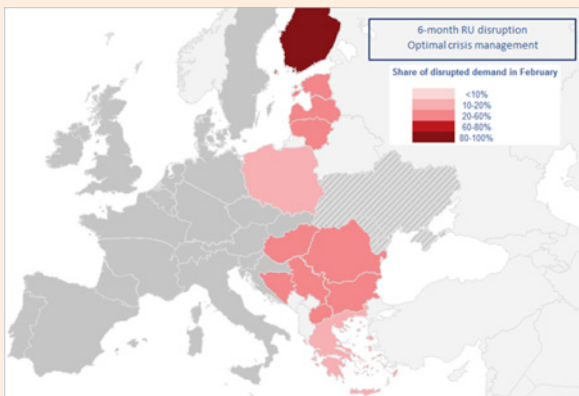 6-month RU disruption
Optimal crisis management
Share of disrupted demand in February
<10%
10-20%
20-60%
60-80%
80-100%